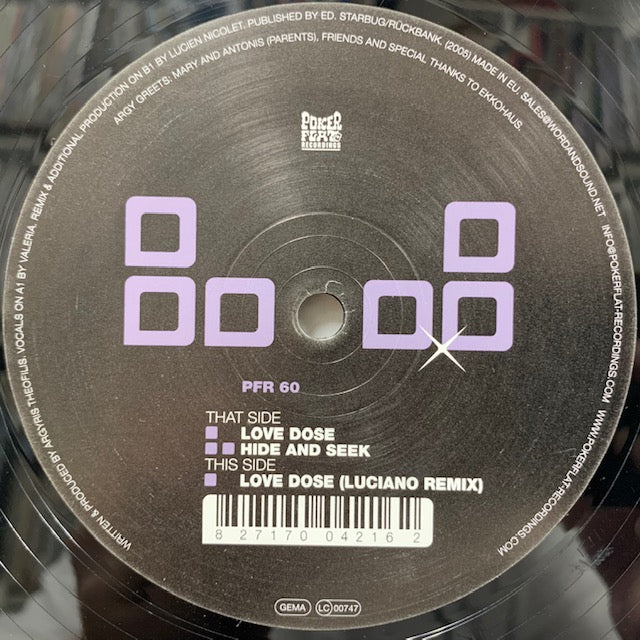 WRITTEN & PRODUCED BY ARGYRIS THEOFILIS. VOCALS ON A1 BY VALERIA, REMIX & ADDITIONAL PRODUCTION ON B1 BY LUCIEN NICOLET. PUBLISHED BY ED. STARBUG/RÜCKBANK. (2006) MADE IN EU. SALES@WORDANDSOUND.NET INFO@POKERFLAT-RECORDINGS.COM WWW.POKERFLAT-RECORDINGS.COM
ARGY GREETS: MARY AND ANTONIS (PARENTS), FRIENDS AND SPECIAL THANKS TO EKKOHAUS.
POKER
FLAT
RECORDINGS
PFR 60
THAT SIDE
LOVE DOSE
HIDE AND SEEK
THIS SIDE
LOVE DOSE (LUCIANO REMIX)
8 27170 04216 2
GEMA LC 00747